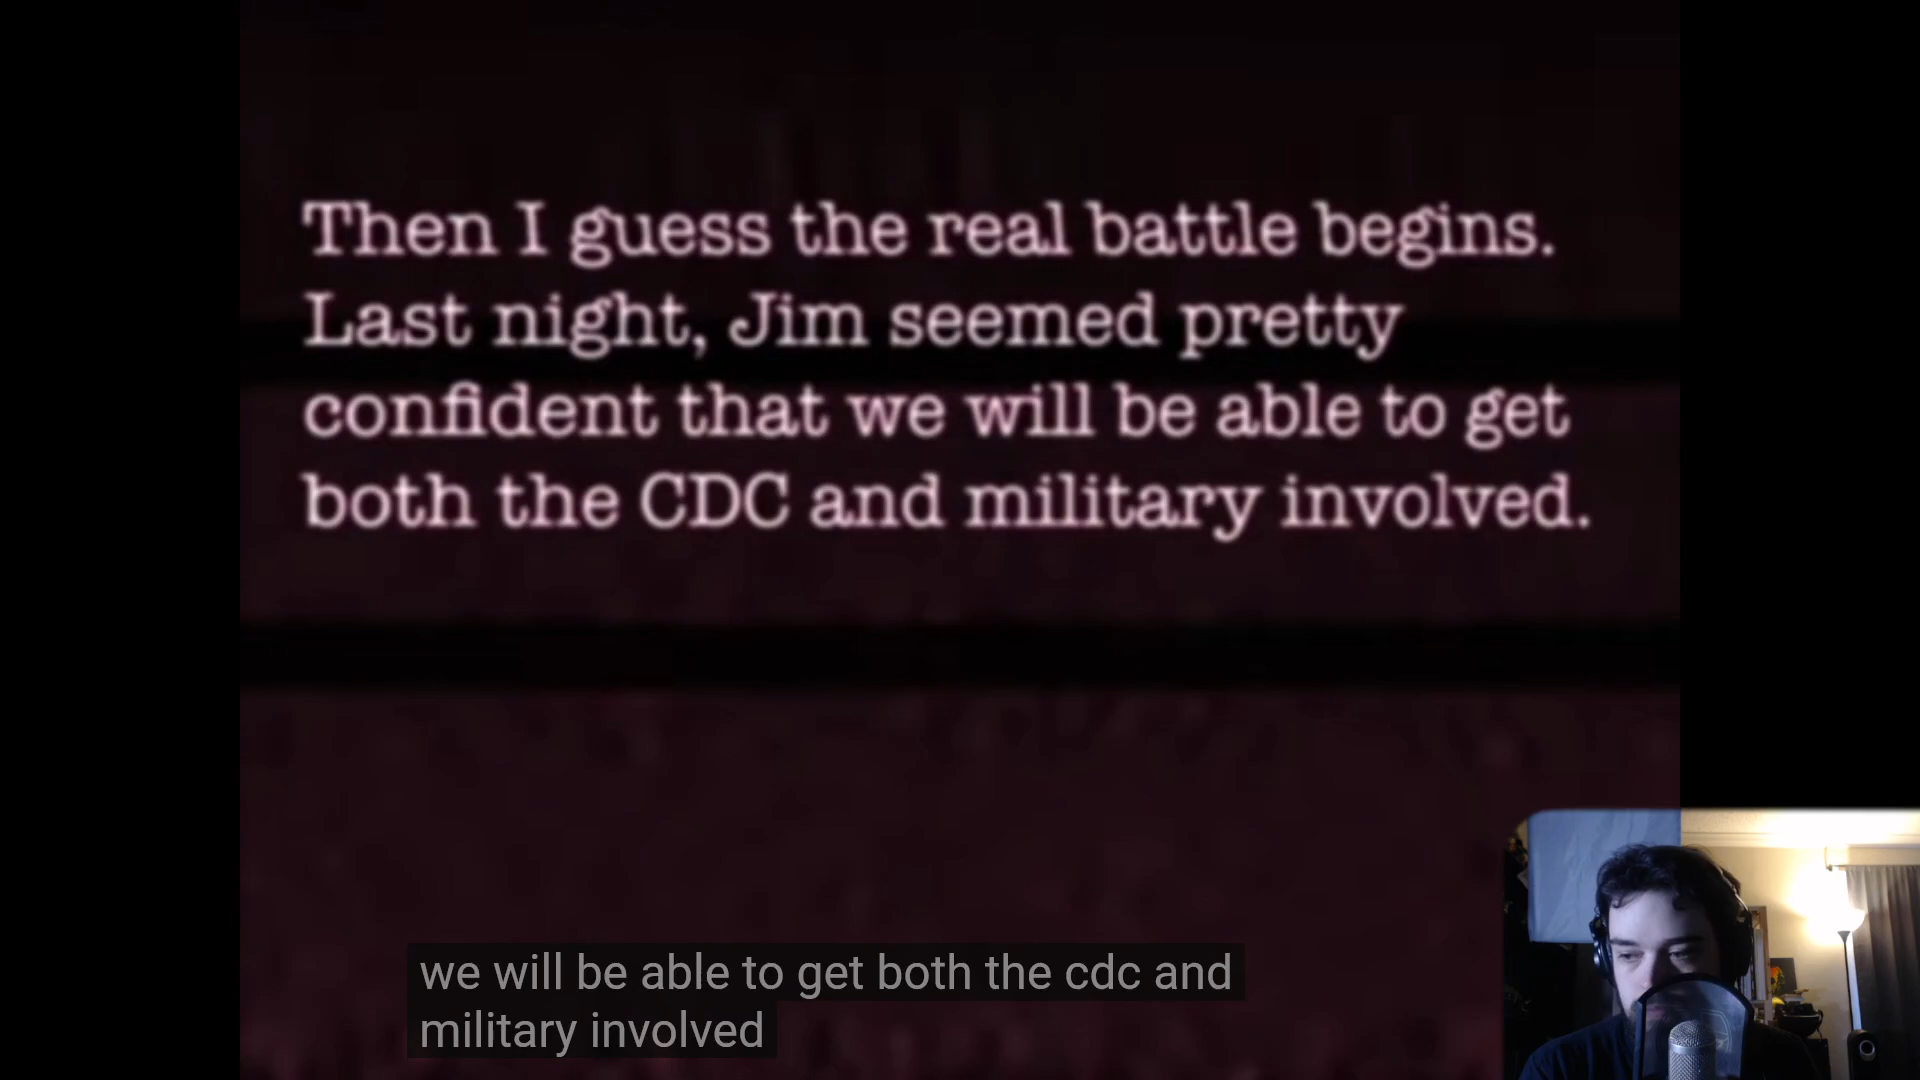 Then I guess the real battle begins.
Last night, Jim seemed pretty
confident that we will be able to get
both the CDC and military involved.
we will be able to get both the cdc and
military involved